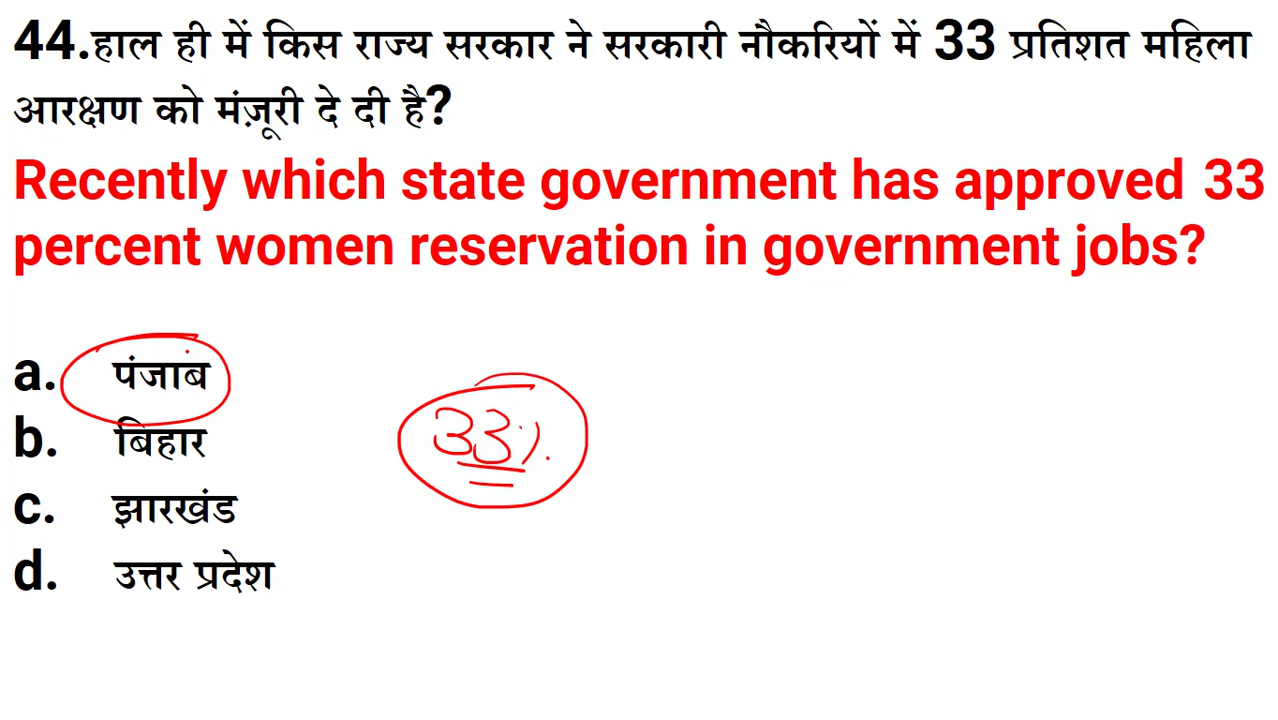 44.हाल ही में किस राज्य सरकार ने सरकारी नौकरियों में 33 प्रतिशत महिला
आरक्षण को मंज़ूरी दे दी है?
Recently which state government has approved 33
percent women reservation in government jobs?
a. पंजाब
b. बिहार
c. झारखंड
d. उत्तर प्रदेश
33%